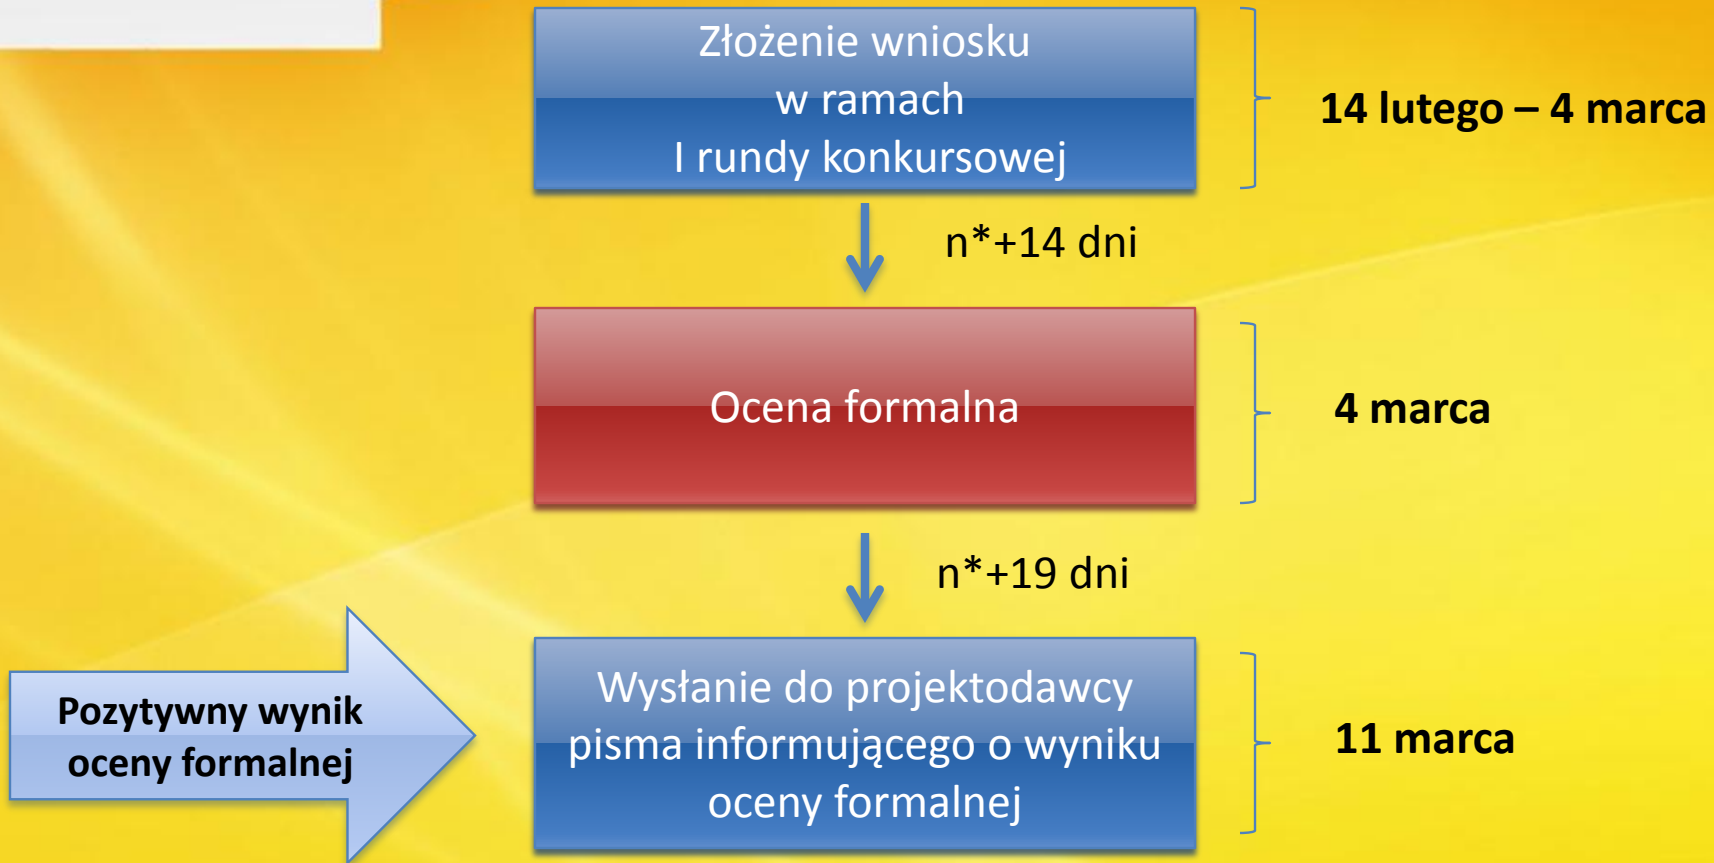 Złożenie wniosku
w ramach
I rundy konkursowej
14 lutego – 4 marca
n*+14 dni
Ocena formalna
4 marca
n*+19 dni
Pozytywny wynik
oceny formalnej
Wysłanie do projektodawcy
pisma informującego o wyniku
oceny formalnej
11 marca